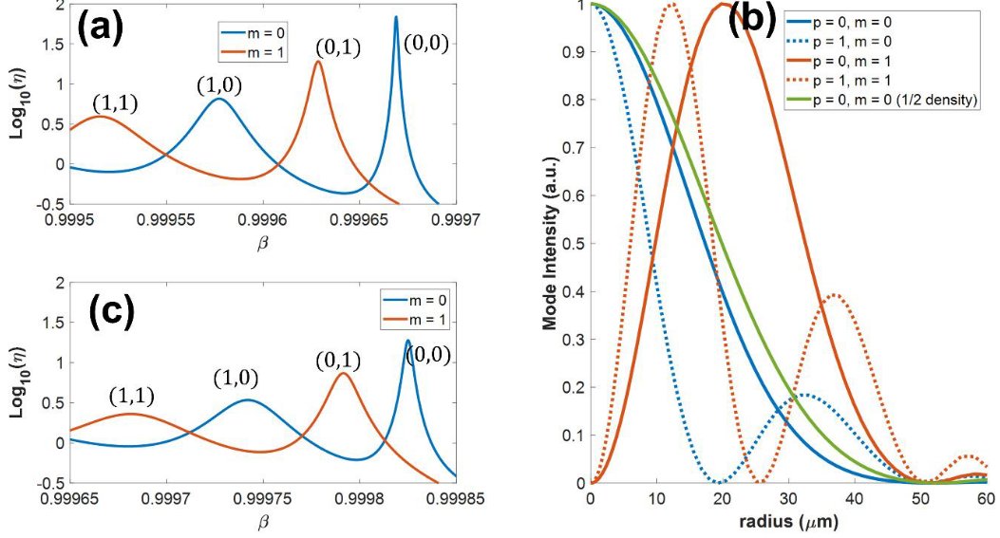 (a)
2
1.5
1
0.5
0
-0.5
Log10(η)
m = 0
m = 1
(1,1)
(1,0)
(0,1)
(0,0)
0.9995
0.99955
0.9996
0.99965
0.9997
β
(c)
2
1.5
1
0.5
0
-0.5
Log10(η)
m = 0
m = 1
(1,1)
(1,0)
(0,1)
(0,0)
0.99965
0.9997
0.99975
0.9998
0.99985
β
(b)
1
0.9
0.8
0.7
0.6
0.5
0.4
0.3
0.2
0.1
0
Mode Intensity (a.u.)
p = 0, m = 0
p = 1, m = 0
p = 0, m = 1
p = 1, m = 1
p = 0, m = 0 (1/2 density)
0
10
20
30
40
50
60
radius (μm)